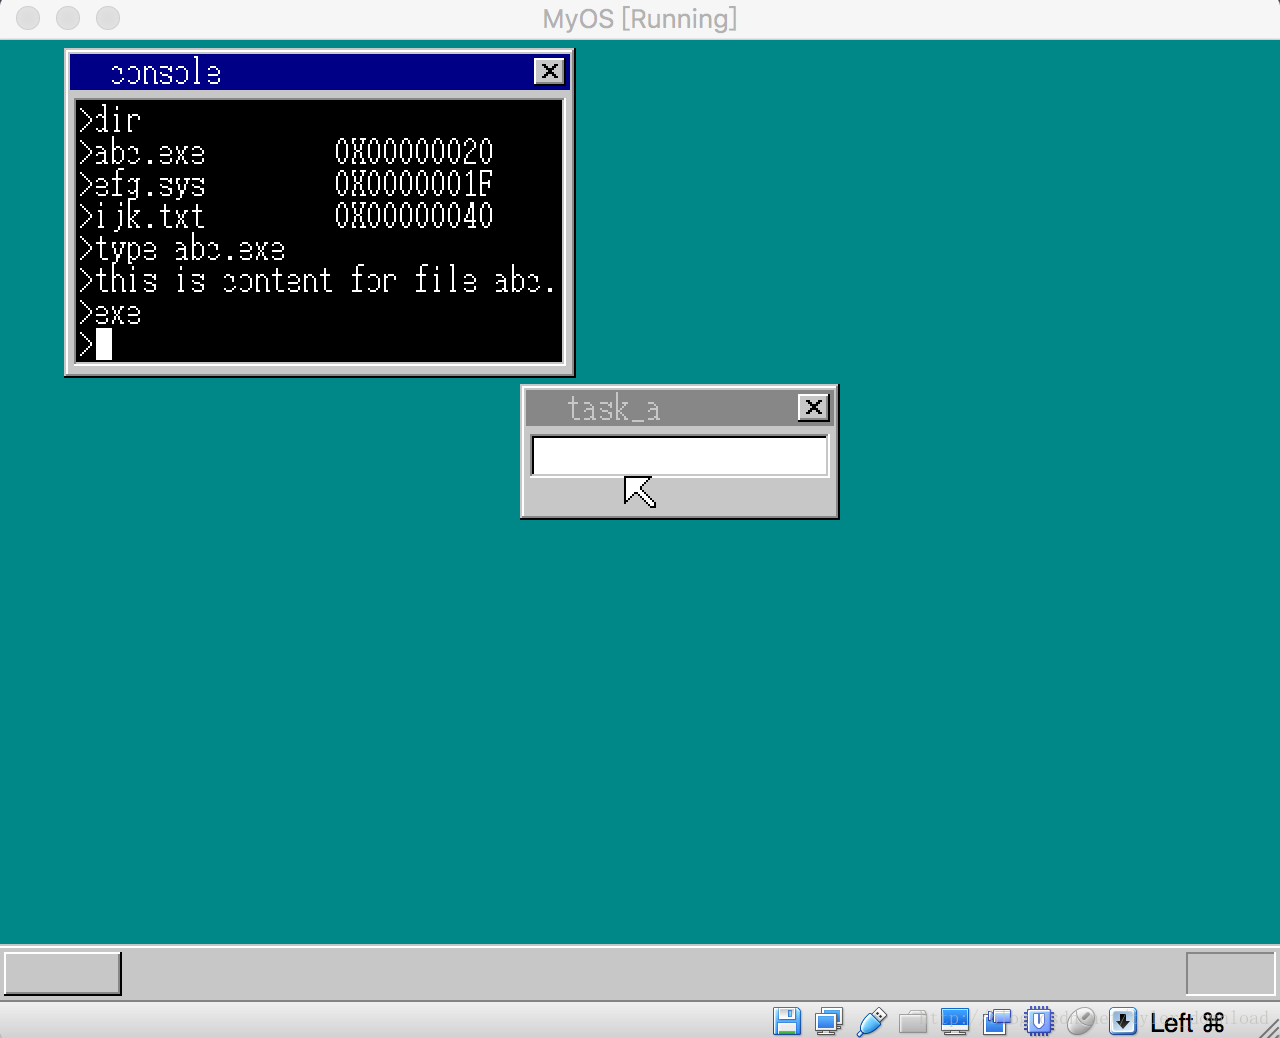 MyOS [Running]
console
>dir
>abc.exe 0X00000020
>efg.sys 0X0000001F
>ijk.txt 0X00000040
>type abc.exe
>this is content for file abc.
>exe
>
task_a
Left ⌘